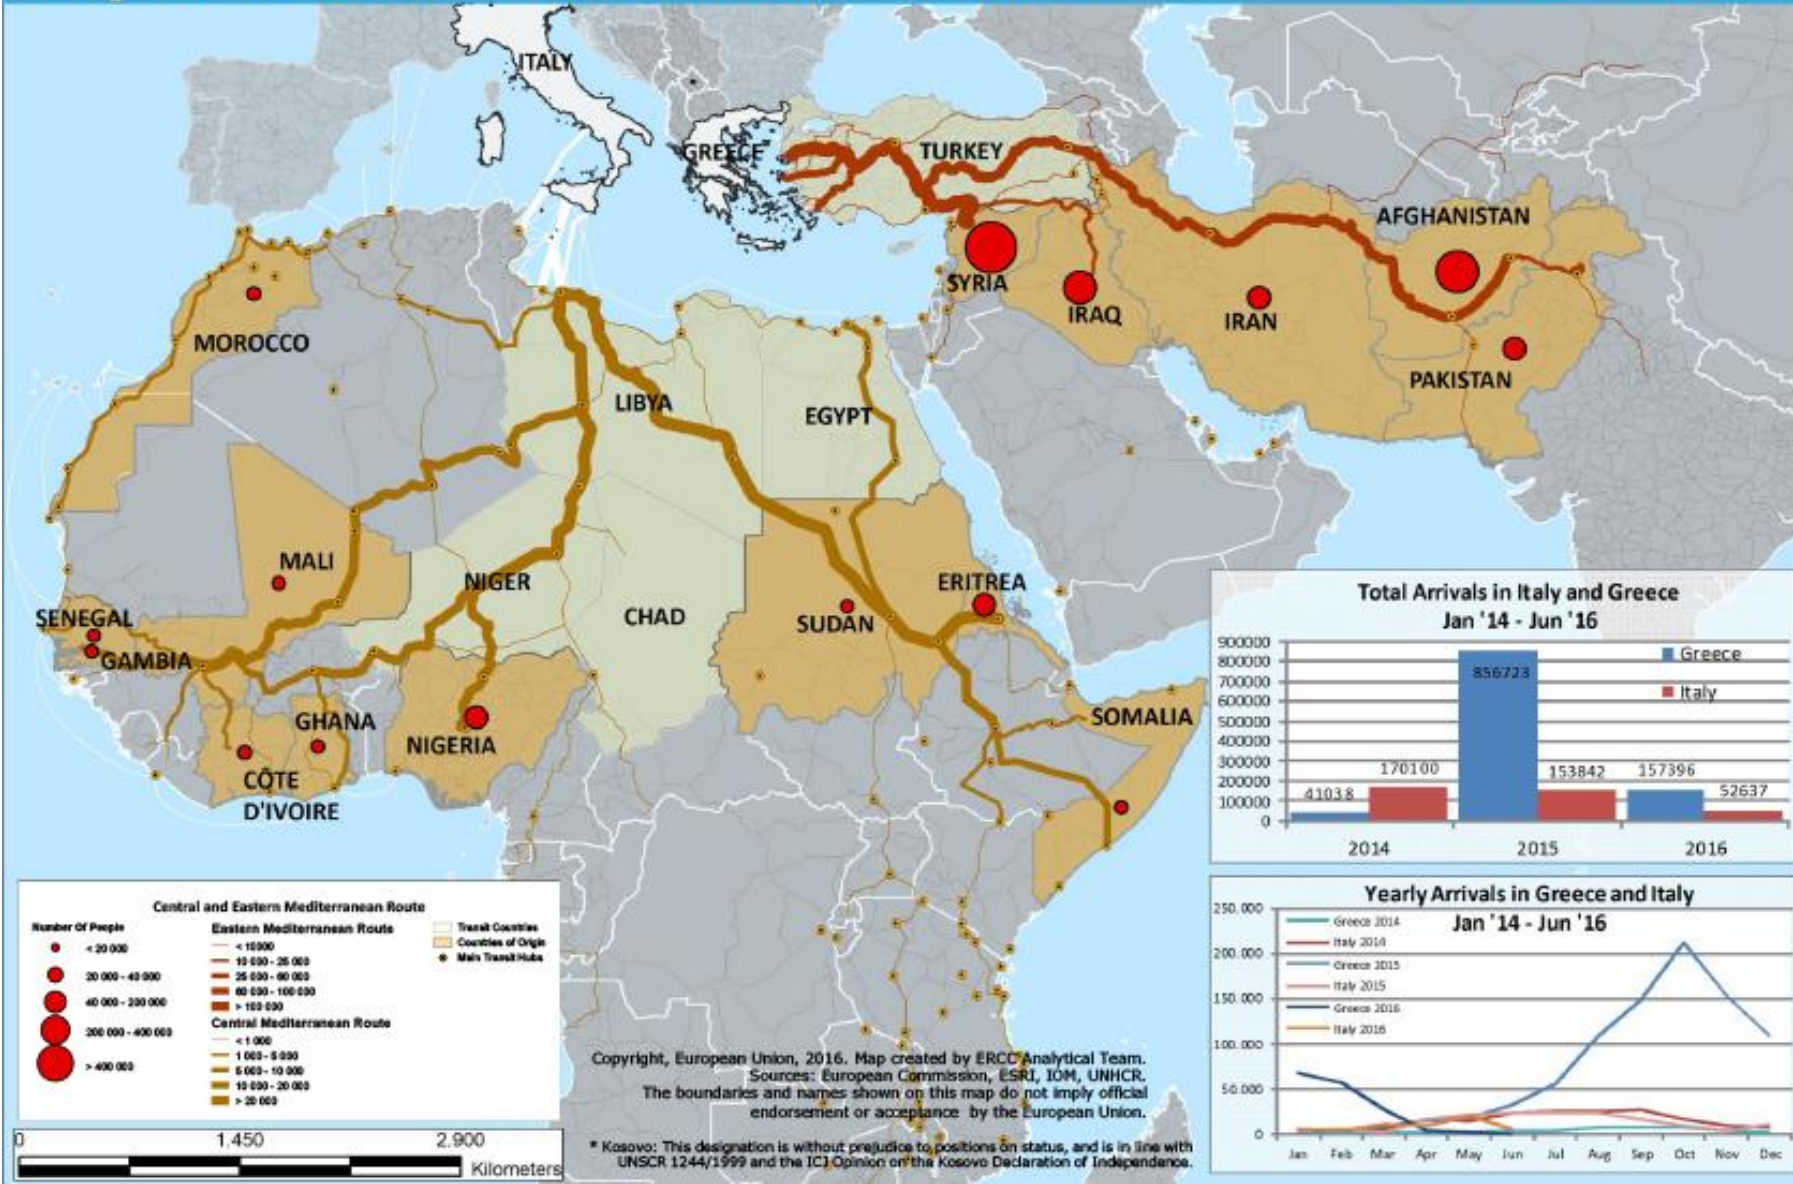 ITALY
GREECE
TURKEY
AFGHANISTAN
SYRIA
IRAQ
IRAN
PAKISTAN
MOROCCO
LIBYA
EGYPT
MALI
NIGER
CHAD
SUDAN
ERITREA
SENEGAL
GAMBIA
GHANA
NIGERIA
CÔTE
D'IVOIRE
SOMALIA
Total Arrivals in Italy and Greece
Jan '14 - Jun '16
900000
800000
700000
600000
500000
400000
300000
200000
100000
0
Greece
Italy
41038
170100
856723
153842
157396
52637
2014
2015
2016
Yearly Arrivals in Greece and Italy
Jan '14 - Jun '16
250.000
200.000
150.000
100.000
50.000
0
Greece 2014
Italy 2014
Greece 2015
Italy 2015
Greece 2016
Italy 2016
Jan Feb Mar Apr May Jun Jul Aug Sep Oct Nov Dec
Central and Eastern Mediterranean Route
Number Of People
< 20 000
20 000 - 40 000
40 000 - 200 000
200 000 - 400 000
> 400 000
Eastern Mediterranean Route
< 10000
10 000 - 25 000
25 000 - 60 000
60 000 - 100 000
> 100 000
Central Mediterranean Route
< 1 000
1 000 - 5 000
5 000 - 10 000
10 000 - 20 000
> 20 000
Transit Countries
Countries of Origin
Main Transit Hubs
0 1.450 2.900
Kilometers
Copyright, European Union, 2016. Map created by ERCC Analytical Team.
Sources: European Commission, ESRI, IOM, UNHCR.
The boundaries and names shown on this map do not imply official
endorsement or acceptance by the European Union.
* Kosovo: This designation is without prejudice to positions on status, and is in line with
UNSCR 1244/1999 and the ICJ Opinion on the Kosovo Declaration of Independence.